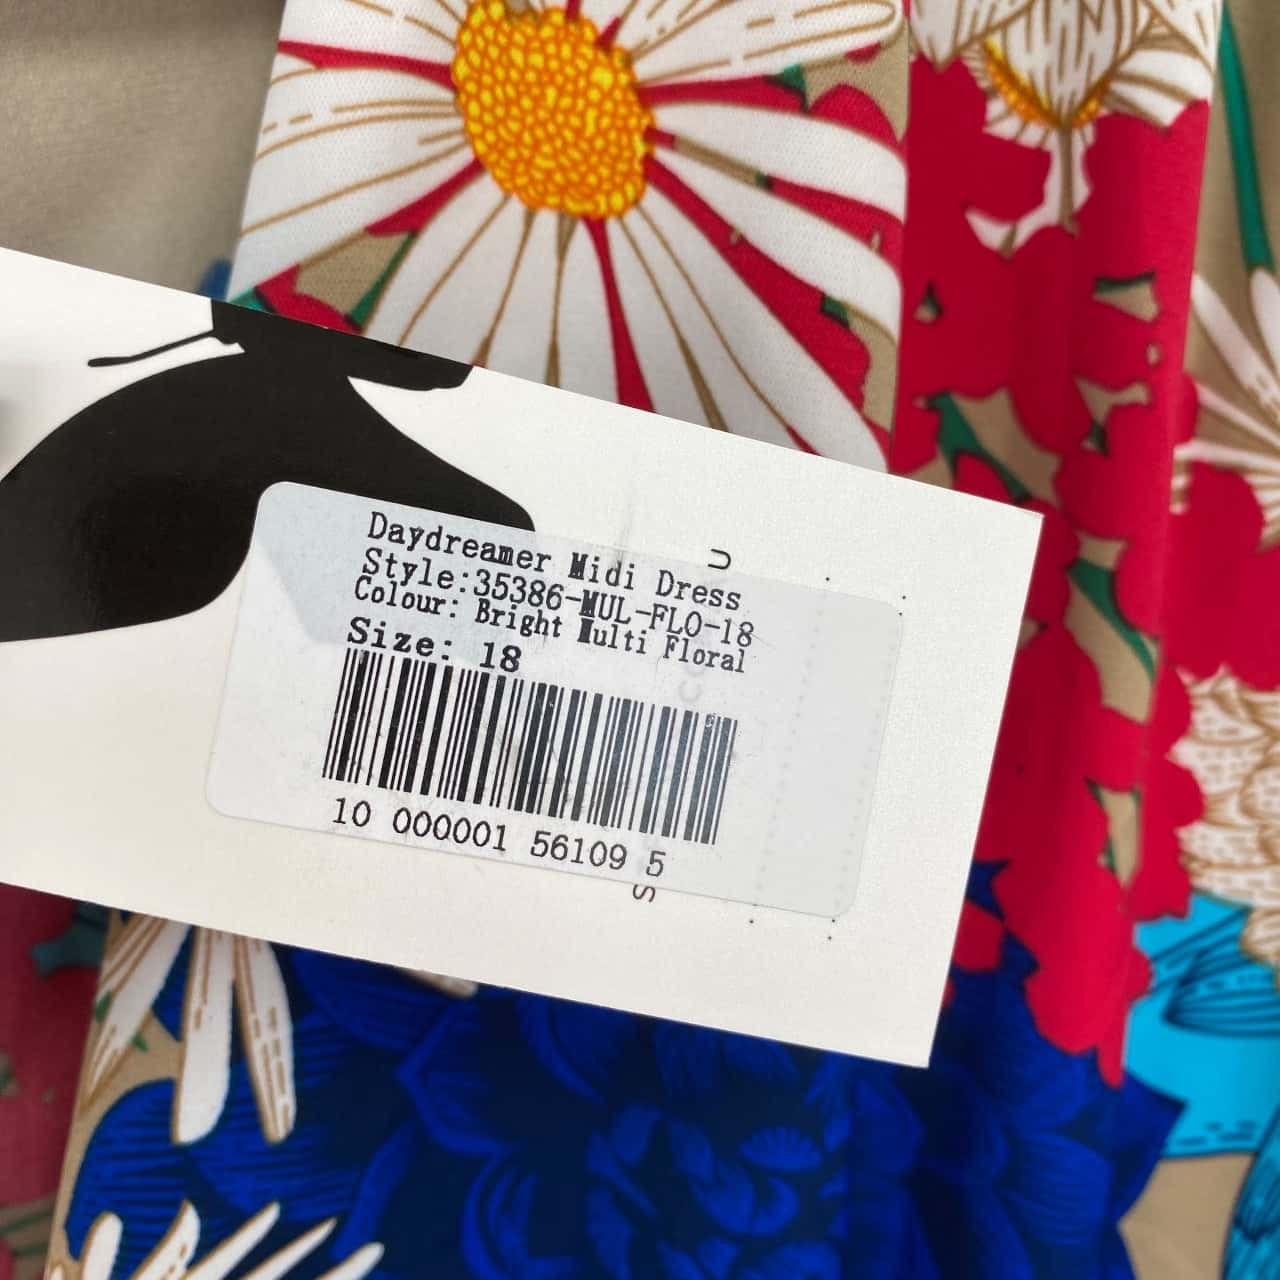 Daydreamer Midi Dress
Style:35386-MUL-FLO-18
Colour: Bright Multi Floral
Size: 18
10 000001 56109 5